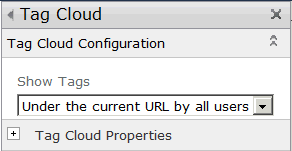 Tag Cloud
Tag Cloud Configuration
Show Tags
Under the current URL by all users
Tag Cloud Properties